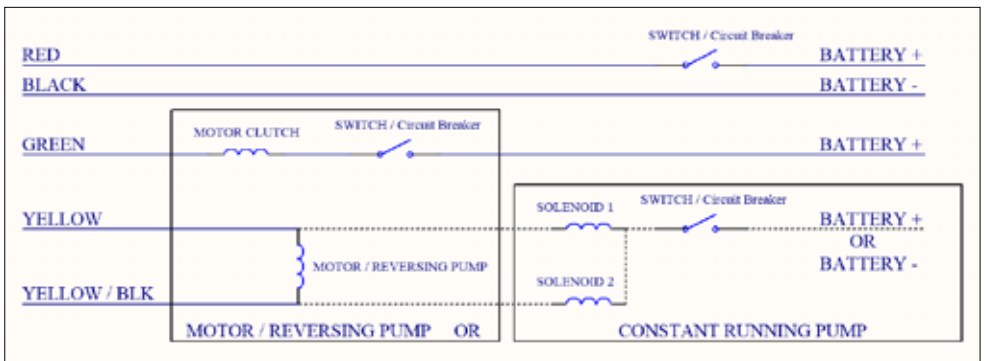 SWITCH / Circuit Breaker
RED
BATTERY +
BLACK
BATTERY -
MOTOR CLUTCH
SWITCH / Circuit Breaker
GREEN
BATTERY +
SOLENOID 1
SWITCH / Circuit Breaker
YELLOW
BATTERY +
OR
BATTERY -
MOTOR / REVERSING PUMP
SOLENOID 2
YELLOW / BLK
MOTOR / REVERSING PUMP OR
CONSTANT RUNNING PUMP